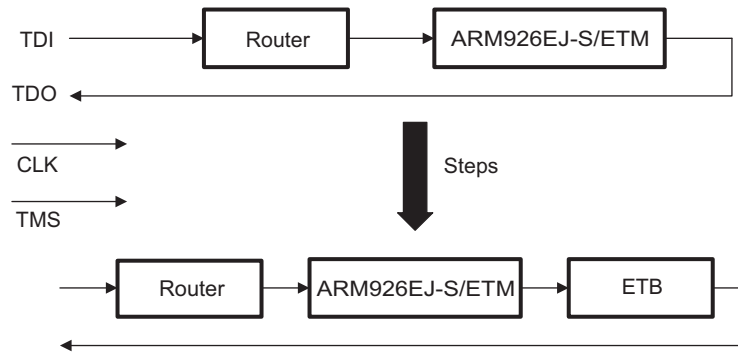 TDI
Router
ARM926EJ-S/ETM
TDO
CLK
Steps
TMS
Router
ARM926EJ-S/ETM
ETB